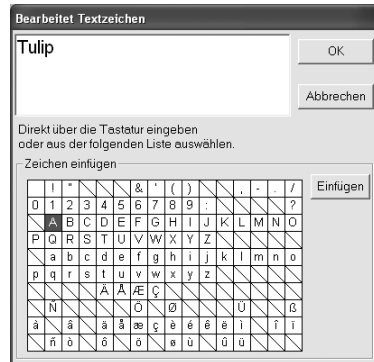 Bearbeitet Textzeichen
Tulip
OK
Abbrechen
Direkt über die Tastatur eingeben
oder aus der folgenden Liste auswählen.
Zeichen einfügen
Einfügen
! " & ' ( ) , - . /
0 1 2 3 4 5 6 7 8 9 : ?
A B C D E F G H I J K L M N O
P Q R S T U V W X Y Z
a b c d e f g h i j k l m n o
p q r s t u v w x y z
Ä Å Æ Ç
Ñ Ö Ø Ü ß
à â ä å æ ç è é ê ë ì î ï
ñ ò ô ö ø ù û ü